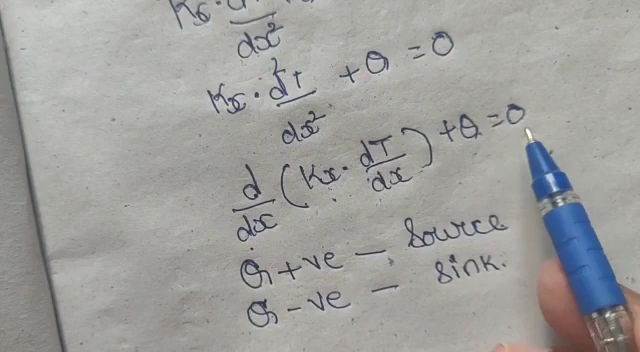 dx²
Kx · d²T/dx² + Q = 0
d/dx (Kx · dT/dx) + Q = 0
Q +ve — Source
Q -ve — sink.